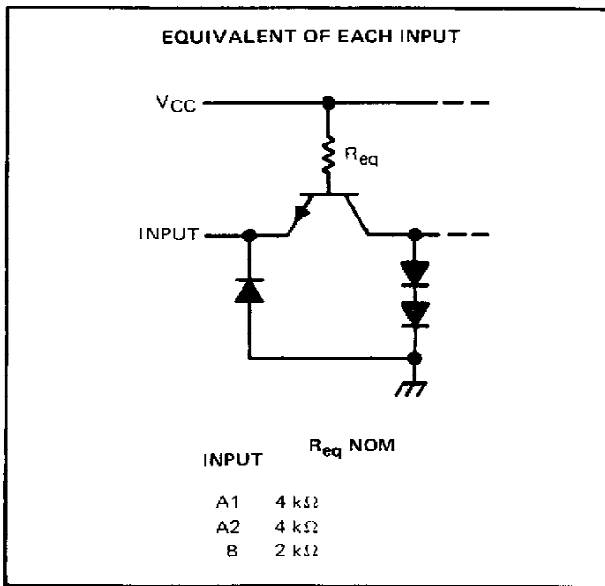 EQUIVALENT OF EACH INPUT
VCC
Req
INPUT
INPUT Req NOM
A1 4 kΩ
A2 4 kΩ
B 2 kΩ